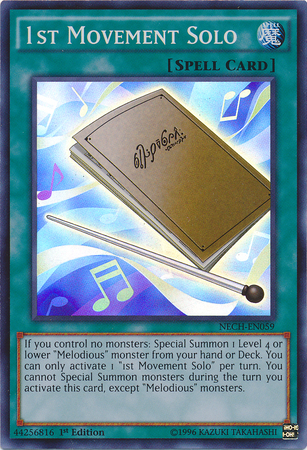 1st Movement Solo
[Spell Card]
NECH-EN059
If you control no monsters: Special Summon 1 Level 4 or
lower "Melodious" monster from your hand or Deck. You
can only activate 1 "1st Movement Solo" per turn. You
cannot Special Summon monsters during the turn you
activate this card, except "Melodious" monsters.
44256816 1st Edition ©1996 KAZUKI TAKAHASHI